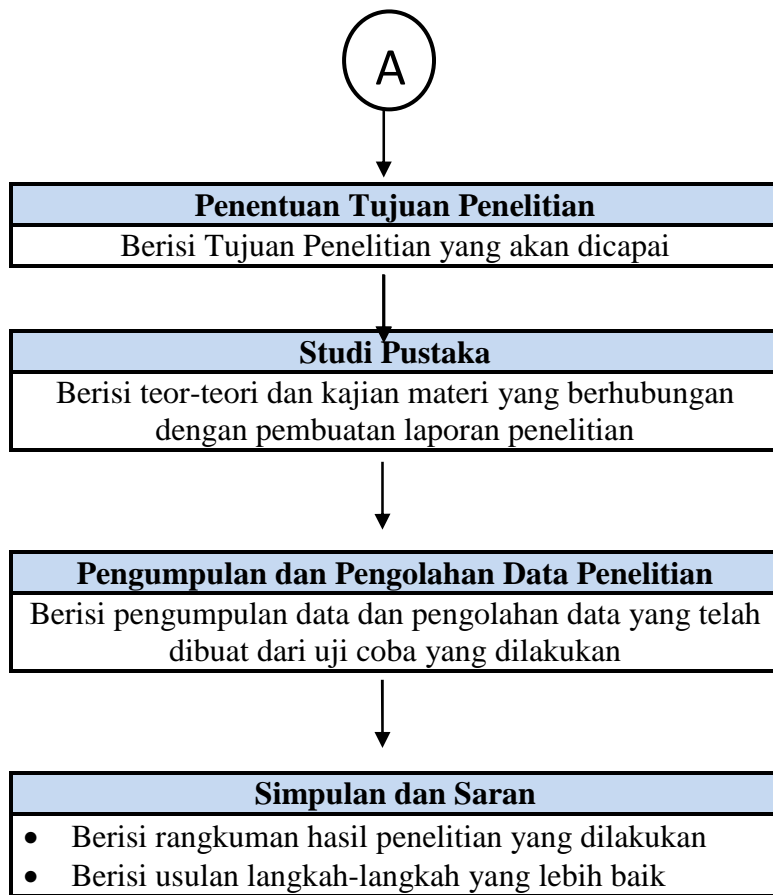 A
Penentuan Tujuan Penelitian
Berisi Tujuan Penelitian yang akan dicapai
Studi Pustaka
Berisi teor-teori dan kajian materi yang berhubungan
dengan pembuatan laporan penelitian
Pengumpulan dan Pengolahan Data Penelitian
Berisi pengumpulan data dan pengolahan data yang telah
dibuat dari uji coba yang dilakukan
Simpulan dan Saran
• Berisi rangkuman hasil penelitian yang dilakukan
• Berisi usulan langkah-langkah yang lebih baik